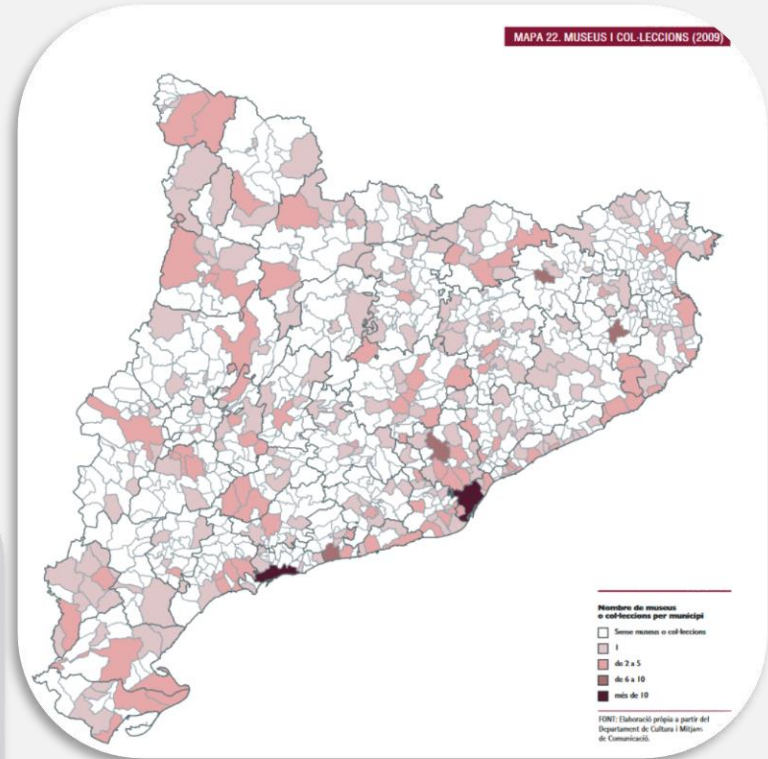 MAPA 22. MUSEUS I COL·LECCIONS (2009)
Nombre de museus
o col·leccions per municipi
Sense museus o col·leccions
1
de 2 a 5
de 6 a 10
més de 10
FONT: Elaboració pròpia a partir del
Departament de Cultura i Mitjans
de Comunicació.